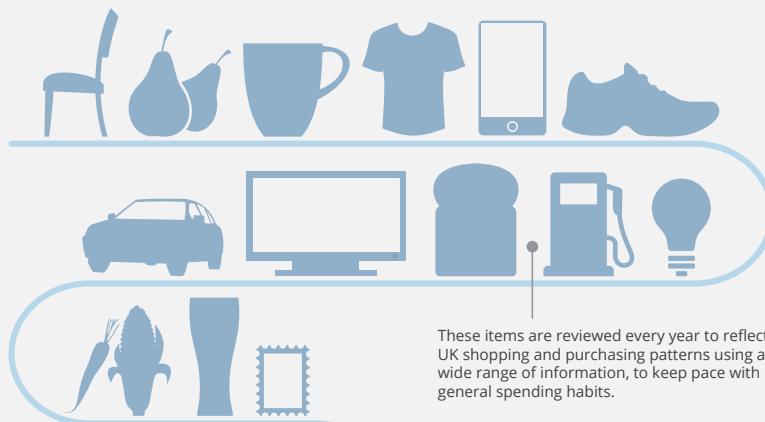 These items are reviewed every year to reflect
UK shopping and purchasing patterns using a
wide range of information, to keep pace with
general spending habits.